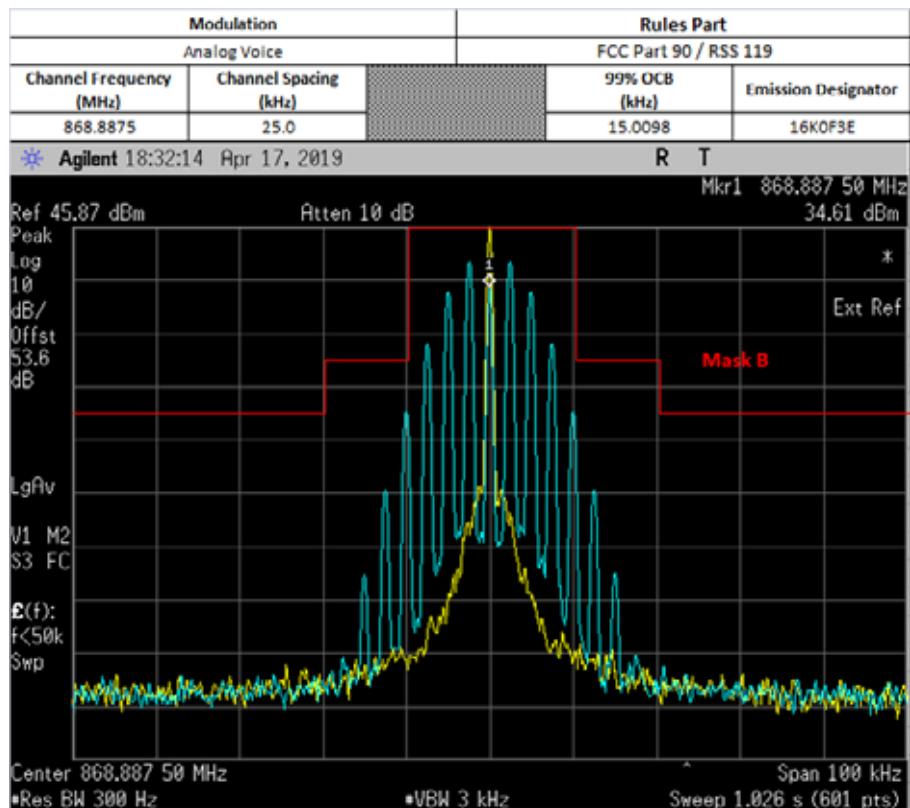 Modulation Rules Part
Analog Voice FCC Part 90 / RSS 119
Channel Frequency (MHz) Channel Spacing (kHz) 99% OCB (kHz) Emission Designator
868.8875 25.0 15.0098 16K0F3E
Agilent 18:32:14 Apr 17, 2019 R T
Mkr1 868.887 50 MHz
Ref 45.87 dBm Atten 10 dB 34.61 dBm
Peak
Log
10
dB/
Offst
53.6
dB
1
*
Ext Ref
Mask B
LgAv
V1 M2
S3 FC
£(f):
f<50k
Swp
Center 868.887 50 MHz ^ Span 100 kHz
*Res BW 300 Hz *VBW 3 kHz Sweep 1.026 s (601 pts)